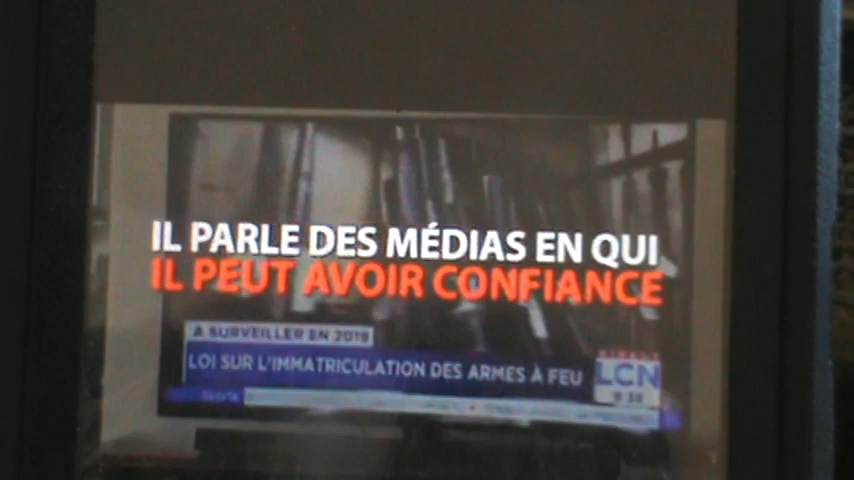 IL PARLE DES MÉDIAS EN QUI
IL PEUT AVOIR CONFIANCE
À SURVEILLER EN 2019
LOI SUR L'IMMATRICULATION DES ARMES À FEU
LCN